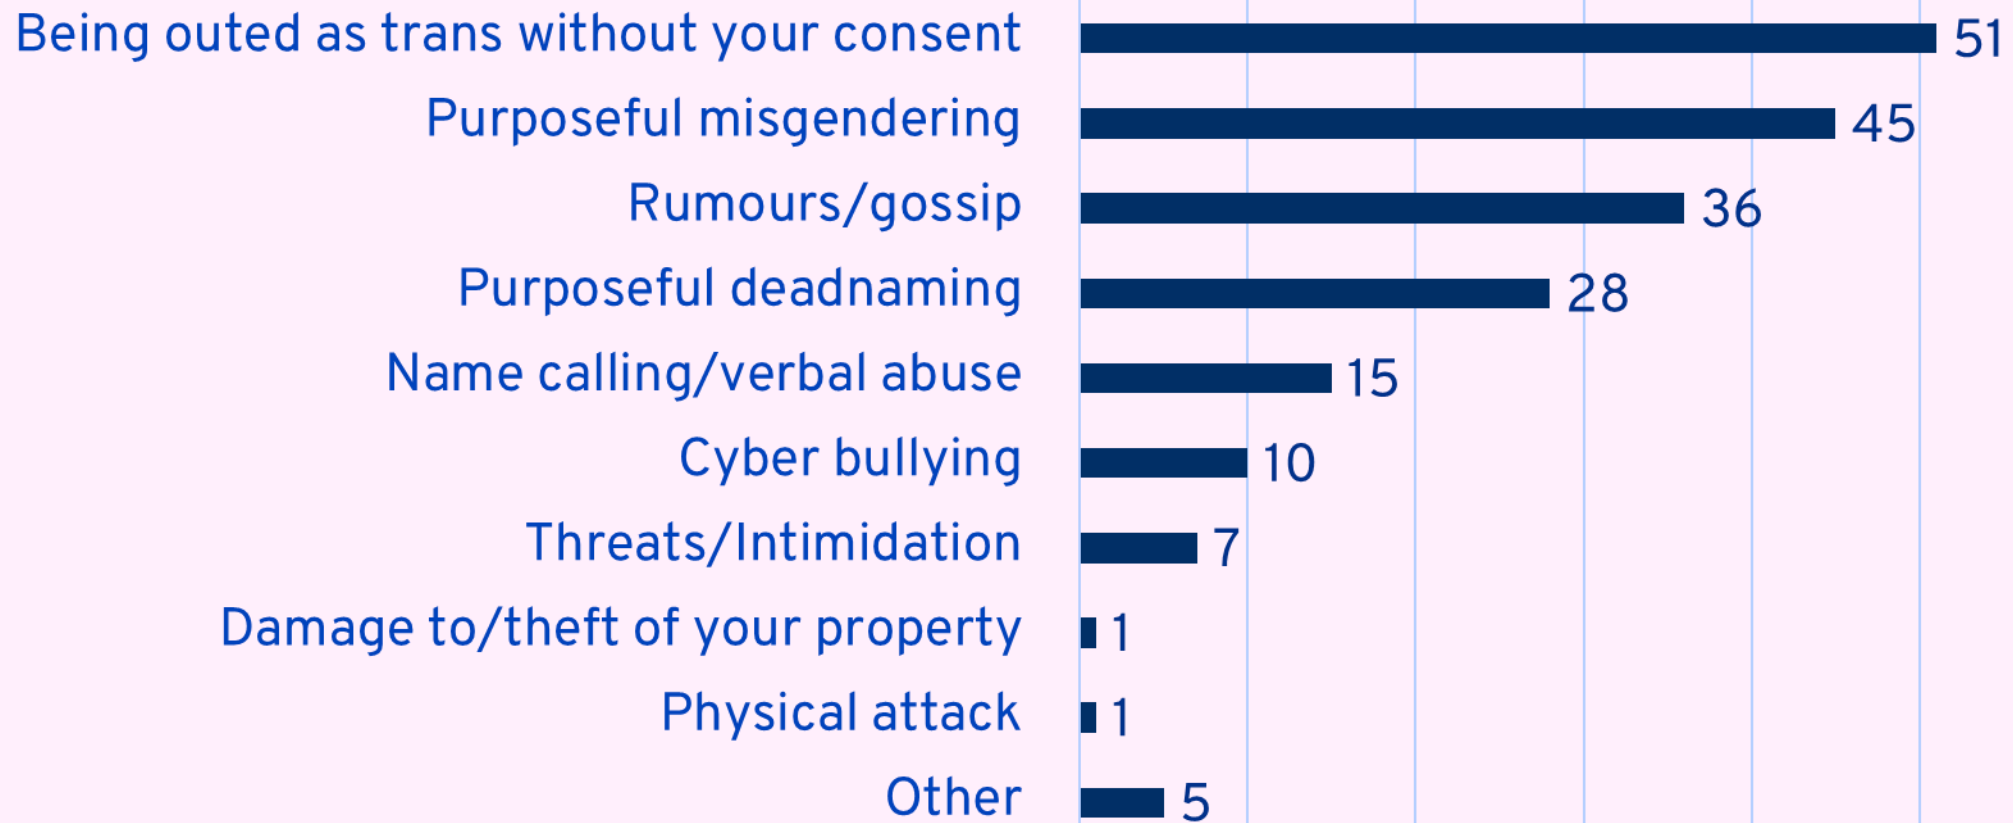 Being outed as trans without your consent 51
Purposeful misgendering 45
Rumours/gossip 36
Purposeful deadnaming 28
Name calling/verbal abuse 15
Cyber bullying 10
Threats/Intimidation 7
Damage to/theft of your property 1
Physical attack 1
Other 5